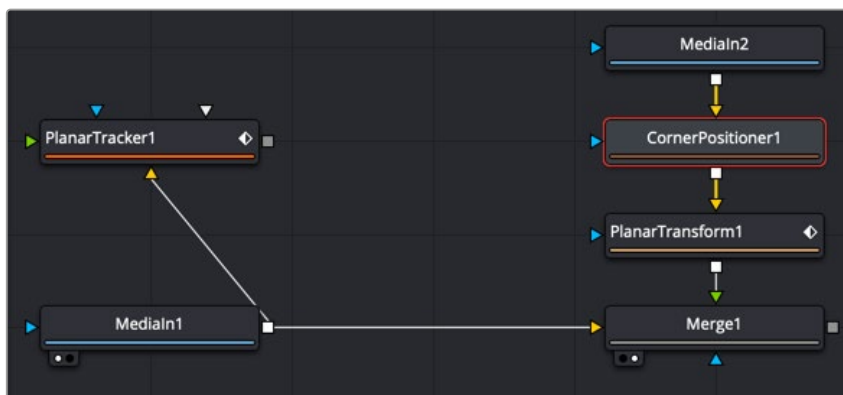 MediaIn2
PlanarTracker1
CornerPositioner1
PlanarTransform1
MediaIn1
Merge1